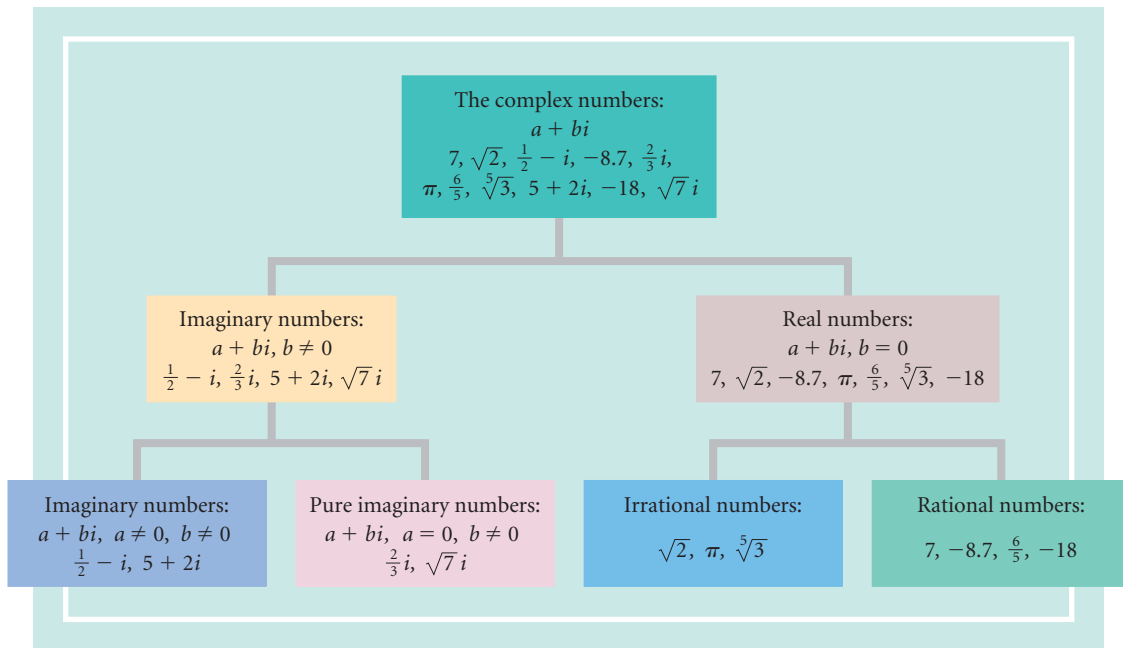 The complex numbers:
a + bi
7, √2, 1/2 − i, −8.7, 2/3 i,
π, 6/5, ⁵√3, 5 + 2i, −18, √7 i
Imaginary numbers:
a + bi, b ≠ 0
1/2 − i, 2/3 i, 5 + 2i, √7 i
Real numbers:
a + bi, b = 0
7, √2, −8.7, π, 6/5, ⁵√3, −18
Imaginary numbers:
a + bi, a ≠ 0, b ≠ 0
1/2 − i, 5 + 2i
Pure imaginary numbers:
a + bi, a = 0, b ≠ 0
2/3 i, √7 i
Irrational numbers:
√2, π, ⁵√3
Rational numbers:
7, −8.7, 6/5, −18